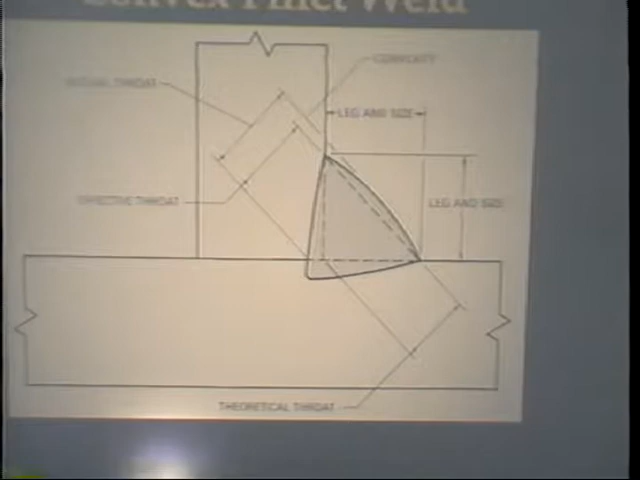 Convex Fillet Weld
CONVEXITY
ACTUAL THROAT
LEG AND SIZE
EFFECTIVE THROAT
LEG AND SIZE
THEORETICAL THROAT